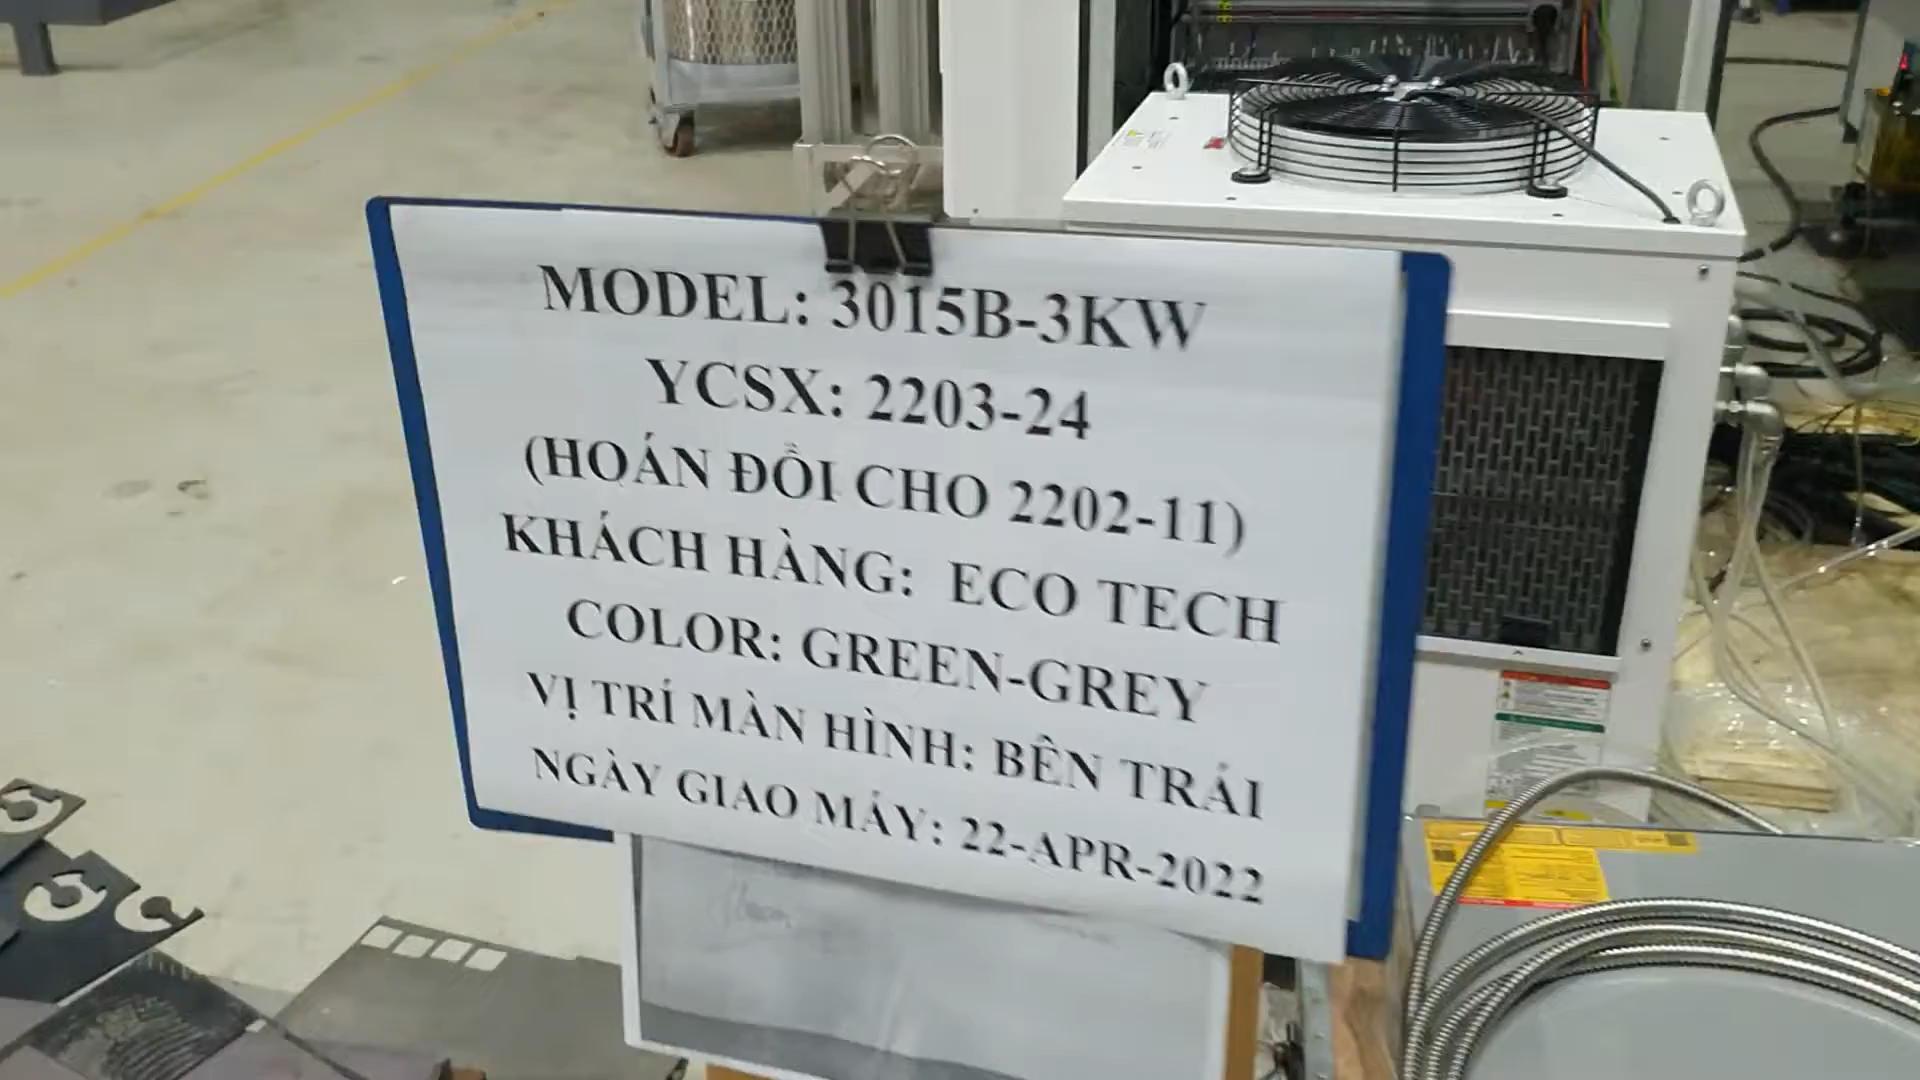 MODEL: 3015B-3KW
YCSX: 2203-24
(HOÁN ĐỔI CHO 2202-11)
KHÁCH HÀNG: ECO TECH
COLOR: GREEN-GREY
VỊ TRÍ MÀN HÌNH: BÊN TRÁI
NGÀY GIAO MÁY: 22-APR-2022